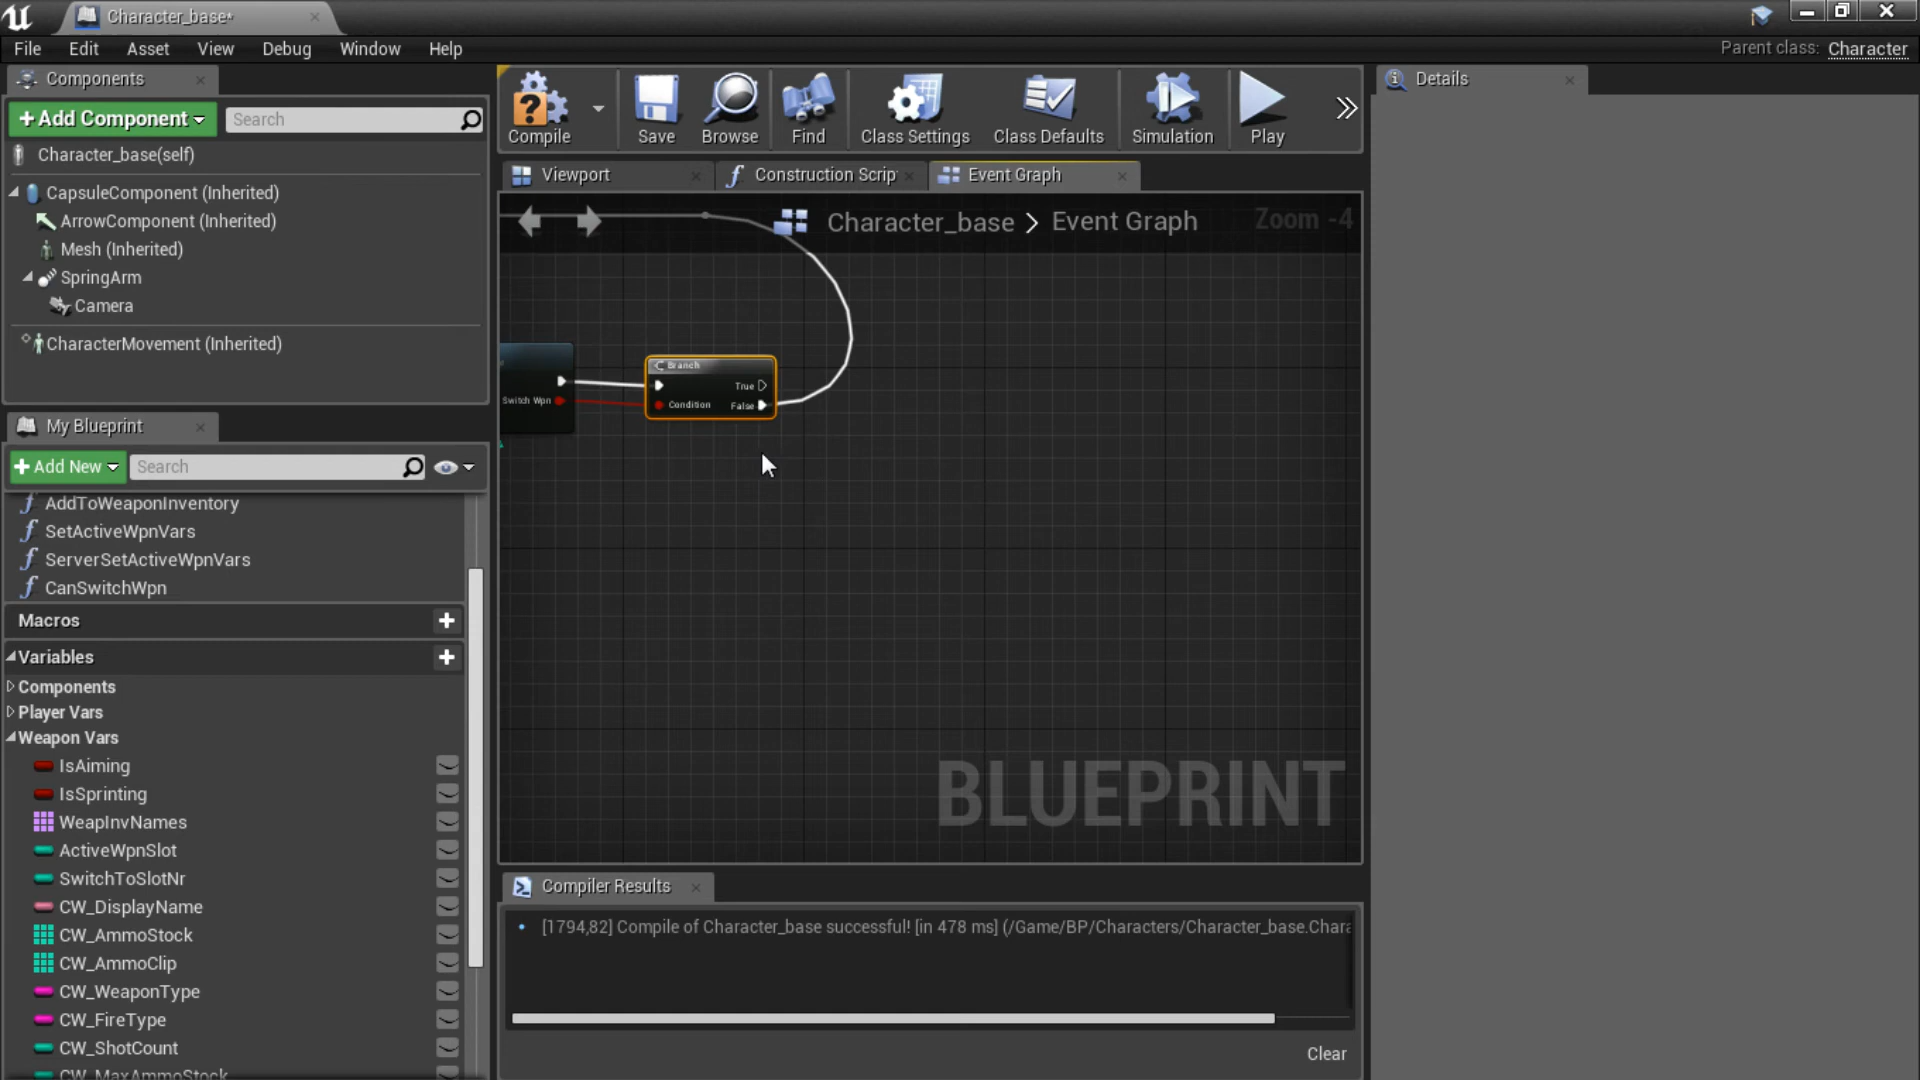 Character_base*
File Edit Asset View Debug Window Help
Parent class: Character
Components
+Add Component
Search
Character_base(self)
CapsuleComponent (Inherited)
ArrowComponent (Inherited)
Mesh (Inherited)
SpringArm
Camera
CharacterMovement (Inherited)
My Blueprint
+Add New
Search
AddToWeaponInventory
SetActiveWpnVars
ServerSetActiveWpnVars
CanSwitchWpn
Macros
Variables
Components
Player Vars
Weapon Vars
IsAiming
IsSprinting
WeapInvNames
ActiveWpnSlot
SwitchToSlotNr
CW_DisplayName
CW_AmmoStock
CW_AmmoClip
CW_WeaponType
CW_FireType
CW_ShotCount
CW_MaxAmmoStock
Compile
Save
Browse
Find
Class Settings
Class Defaults
Simulation
Play
Viewport
Construction Scrip
Event Graph
Character_base > Event Graph
Zoom -4
Switch Wpn
Branch
True
Condition
False
BLUEPRINT
Compiler Results
[1794,82] Compile of Character_base successful! [in 478 ms] (/Game/BP/Characters/Character_base.Chara
Clear
Details